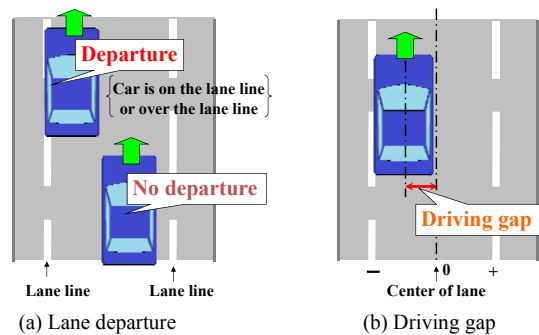 Departure
Car is on the lane line
or over the lane line
No departure
Lane line
Lane line
(a) Lane departure
Driving gap
− 0 +
Center of lane
(b) Driving gap